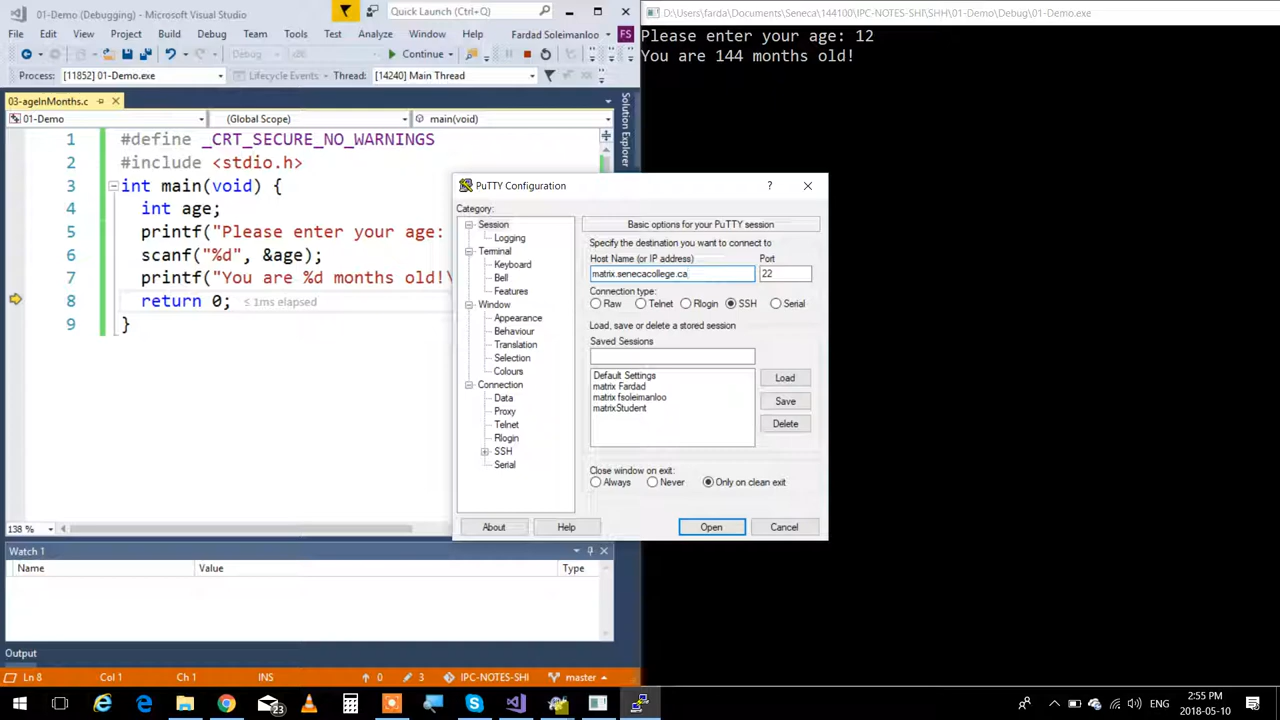 01-Demo (Debugging) - Microsoft Visual Studio
Quick Launch (Ctrl+Q)
File Edit View Project Build Debug Team Tools Test Analyze Window Help Fardad Soleimanloo FS
Debug Continue
Process: [11852] 01-Demo.exe Lifecycle Events Thread: [14240] Main Thread
03-ageInMonths.c
01-Demo (Global Scope) main(void)
Solution Explorer
1 #define _CRT_SECURE_NO_WARNINGS
2 #include <stdio.h>
3 int main(void) {
4 int age;
5 printf("Please enter your age:
6 scanf("%d", &age);
7 printf("You are %d months old!\
8 return 0; ≤ 1ms elapsed
9 }
138 %
Watch 1
Name Value Type
Output
Ln 8 Col 1 Ch 1 INS 0 3 IPC-NOTES-SHI master
D:\Users\farda\Documents\Seneca\144100\IPC-NOTES-SHI\SHH\01-Demo\Debug\01-Demo.exe
Please enter your age: 12
You are 144 months old!
PuTTY Configuration
?
Category:
Session
Logging
Terminal
Keyboard
Bell
Features
Window
Appearance
Behaviour
Translation
Selection
Colours
Connection
Data
Proxy
Telnet
Rlogin
SSH
Serial
Basic options for your PuTTY session
Specify the destination you want to connect to
Host Name (or IP address) Port
matrix.senecacollege.ca 22
Connection type:
Raw Telnet Rlogin SSH Serial
Load, save or delete a stored session
Saved Sessions
Default Settings
matrix Fardad
matrix fsoleimanloo
matrixStudent
Load
Save
Delete
Close window on exit:
Always Never Only on clean exit
About Help Open Cancel
23
ENG
2:55 PM
2018-05-10